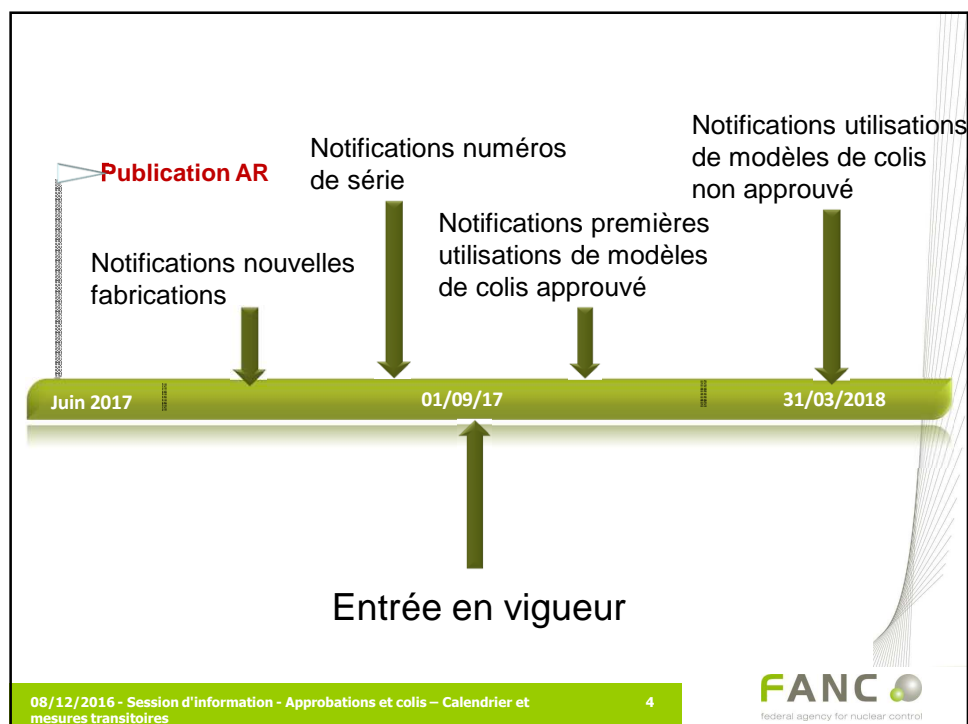 Publication AR
Notifications nouvelles
fabrications
Notifications numéros
de série
Notifications premières
utilisations de modèles
de colis approuvé
Notifications utilisations
de modèles de colis
non approuvé
Juin 2017
01/09/17
31/03/2018
Entrée en vigueur
08/12/2016 - Session d'information - Approbations et colis – Calendrier et
mesures transitoires
4
FANC
federal agency for nuclear control